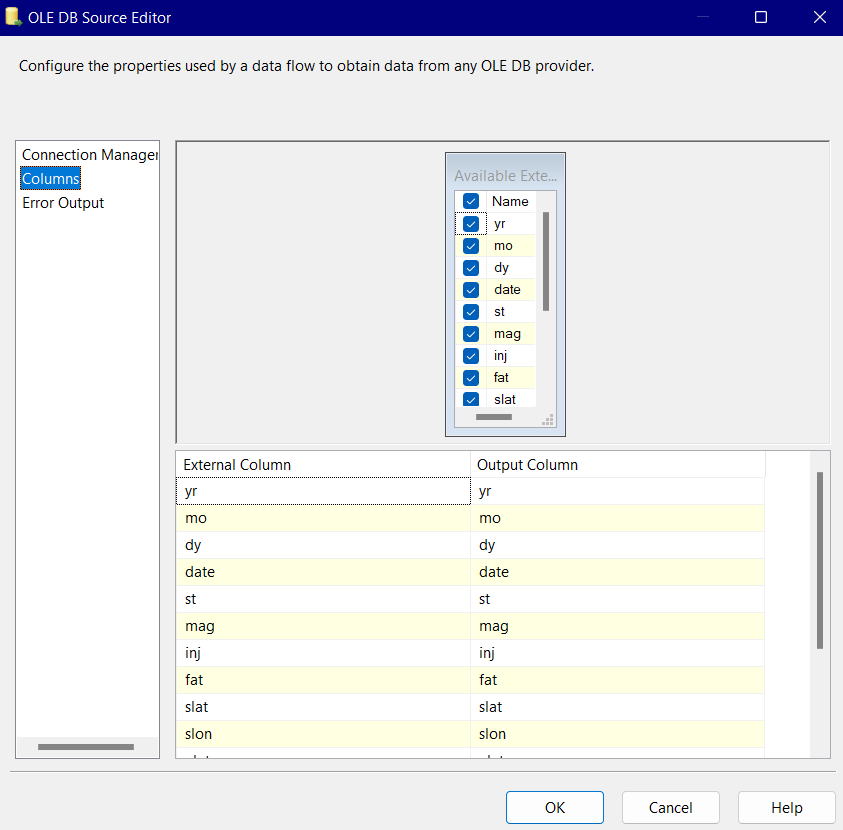 OLE DB Source Editor
Configure the properties used by a data flow to obtain data from any OLE DB provider.
Connection Manager
Columns
Error Output
Available Exte...
Name
yr
mo
dy
date
st
mag
inj
fat
slat
External Column Output Column
yr yr
mo mo
dy dy
date date
st st
mag mag
inj inj
fat fat
slat slat
slon slon
OK Cancel Help